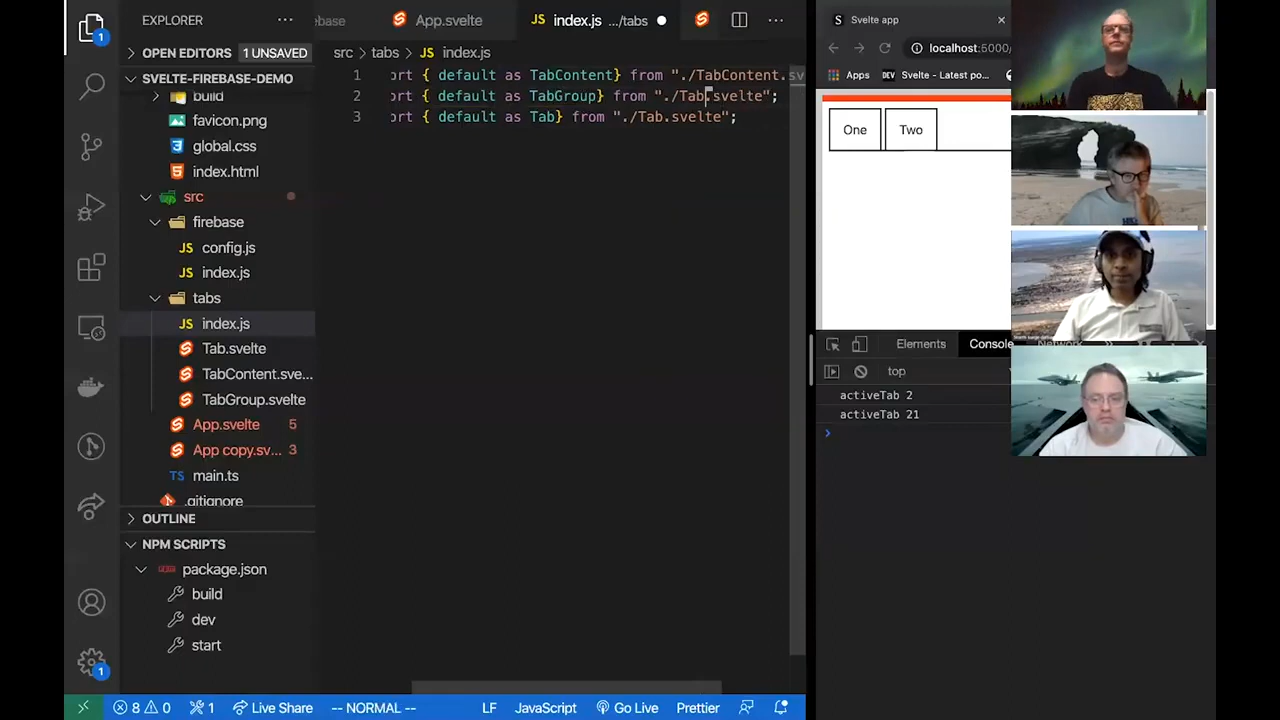 EXPLORER
ebase
App.svelte
index.js .../tabs
OPEN EDITORS 1 UNSAVED
SVELTE-FIREBASE-DEMO
build
favicon.png
global.css
index.html
src
firebase
config.js
index.js
tabs
index.js
Tab.svelte
TabContent.sve...
TabGroup.svelte
App.svelte 5
App copy.sv... 3
main.ts
.gitignore
OUTLINE
NPM SCRIPTS
package.json
build
dev
start
1
1
src > tabs > index.js
1 ort { default as TabContent} from "./TabContent.sv
2 ort { default as TabGroup} from "./Tab.svelte";
3 ort { default as Tab} from "./Tab.svelte";
8 0 1 Live Share -- NORMAL -- LF JavaScript Go Live Prettier
Svelte app
localhost:5000/
Apps DEV Svelte - Latest po...
One Two
Elements Console Network
top
activeTab 2
activeTab 21